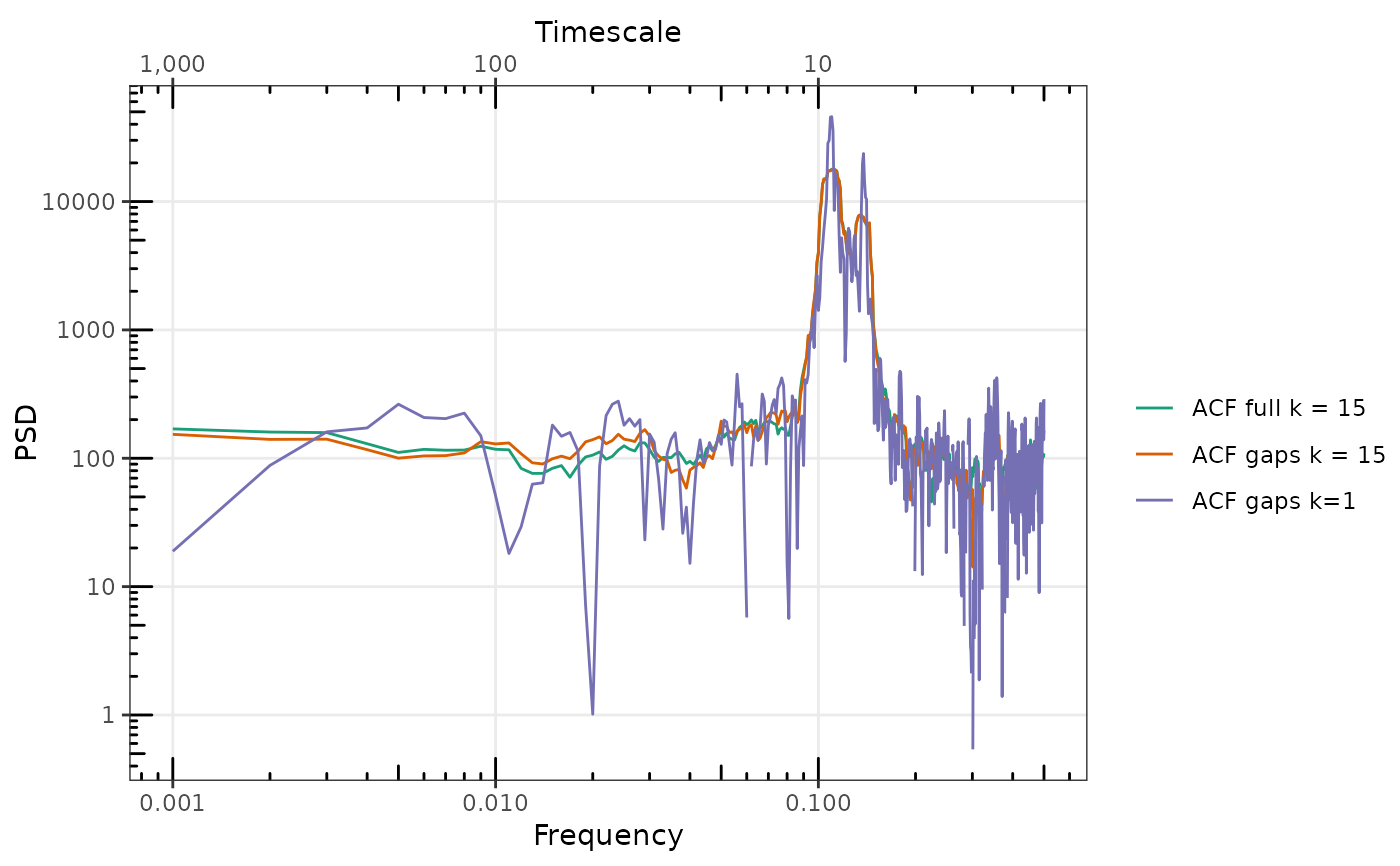 Timescale
1,000 100 10
PSD
10000
1000
100
10
1
ACF full k = 15
ACF gaps k = 15
ACF gaps k=1
0.001 0.010 0.100
Frequency